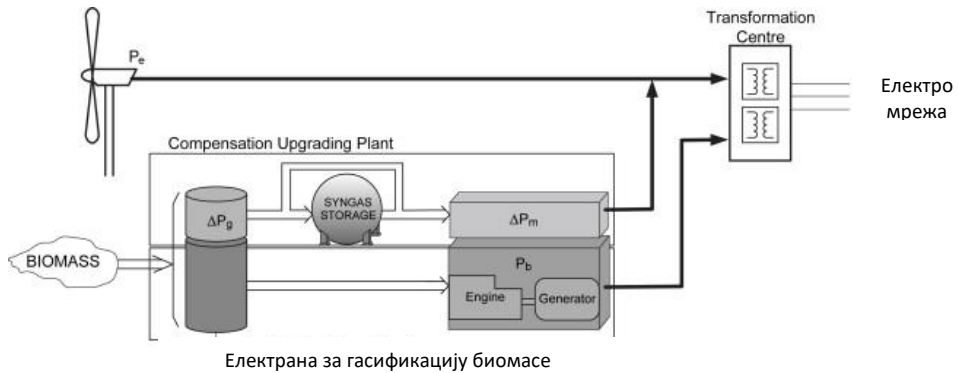 Transformation
Centre
Pe
Електро
мрежа
Compensation Upgrading Plant
ΔPg
SYNGAS
STORAGE
ΔPm
BIOMASS
Pb
Engine
Generator
Електрана за гасификацију биомасе